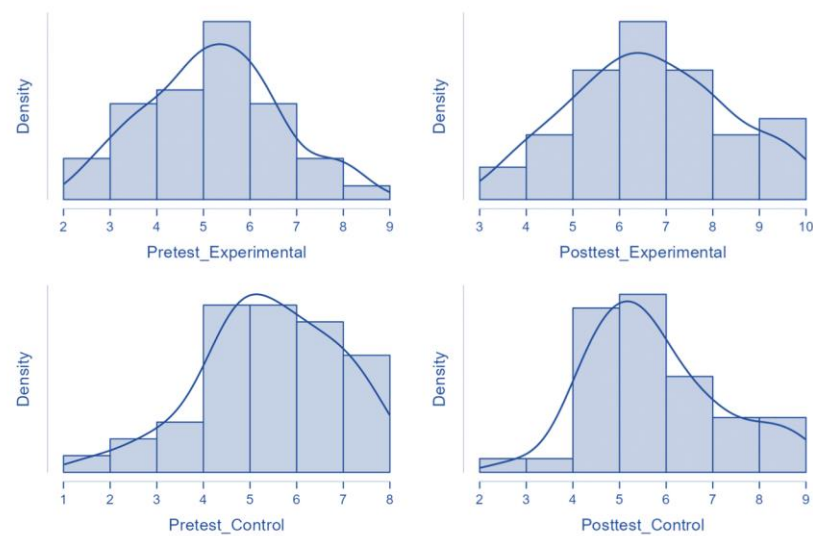 Density
2 3 4 5 6 7 8 9
Pretest_Experimental
Density
3 4 5 6 7 8 9 10
Posttest_Experimental
Density
1 2 3 4 5 6 7 8
Pretest_Control
Density
2 3 4 5 6 7 8 9
Posttest_Control